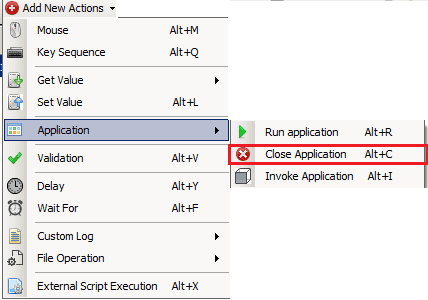 Add New Actions
Mouse Alt+M
Key Sequence Alt+Q
Get Value
Set Value Alt+L
Application
Run application Alt+R
Close Application Alt+C
Invoke Application Alt+I
Validation Alt+V
Delay Alt+Y
Wait For Alt+F
Custom Log
File Operation
External Script Execution Alt+X